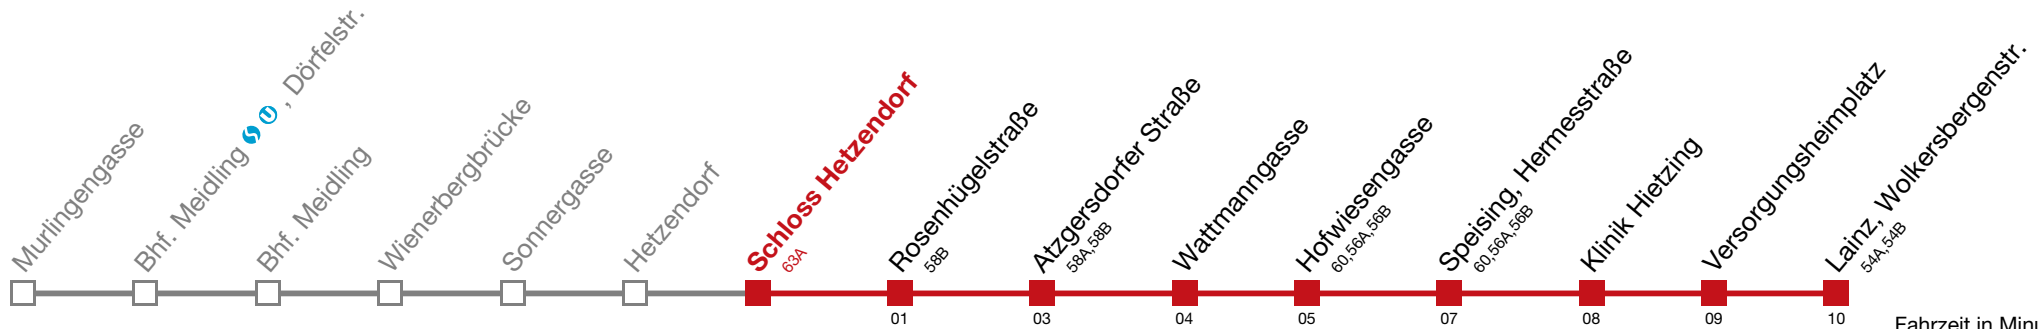 Murlingengasse
Bhf. Meidling S U , Dörfelstr.
Bhf. Meidling
Wienerbergbrücke
Sonnergasse
Hetzendorf
Schloss Hetzendorf
63A
Rosenhügelstraße
58B
Atzgersdorfer Straße
58A,58B
Wattmanngasse
Hofwiesengasse
60,56A,56B
Speising, Hermesstraße
60,56A,56B
Klinik Hietzing
Versorgungsheimplatz
Lainz, Wolkersbergenstr.
54A,54B
01 03 04 05 07 08 09 10
Fahrzeit in